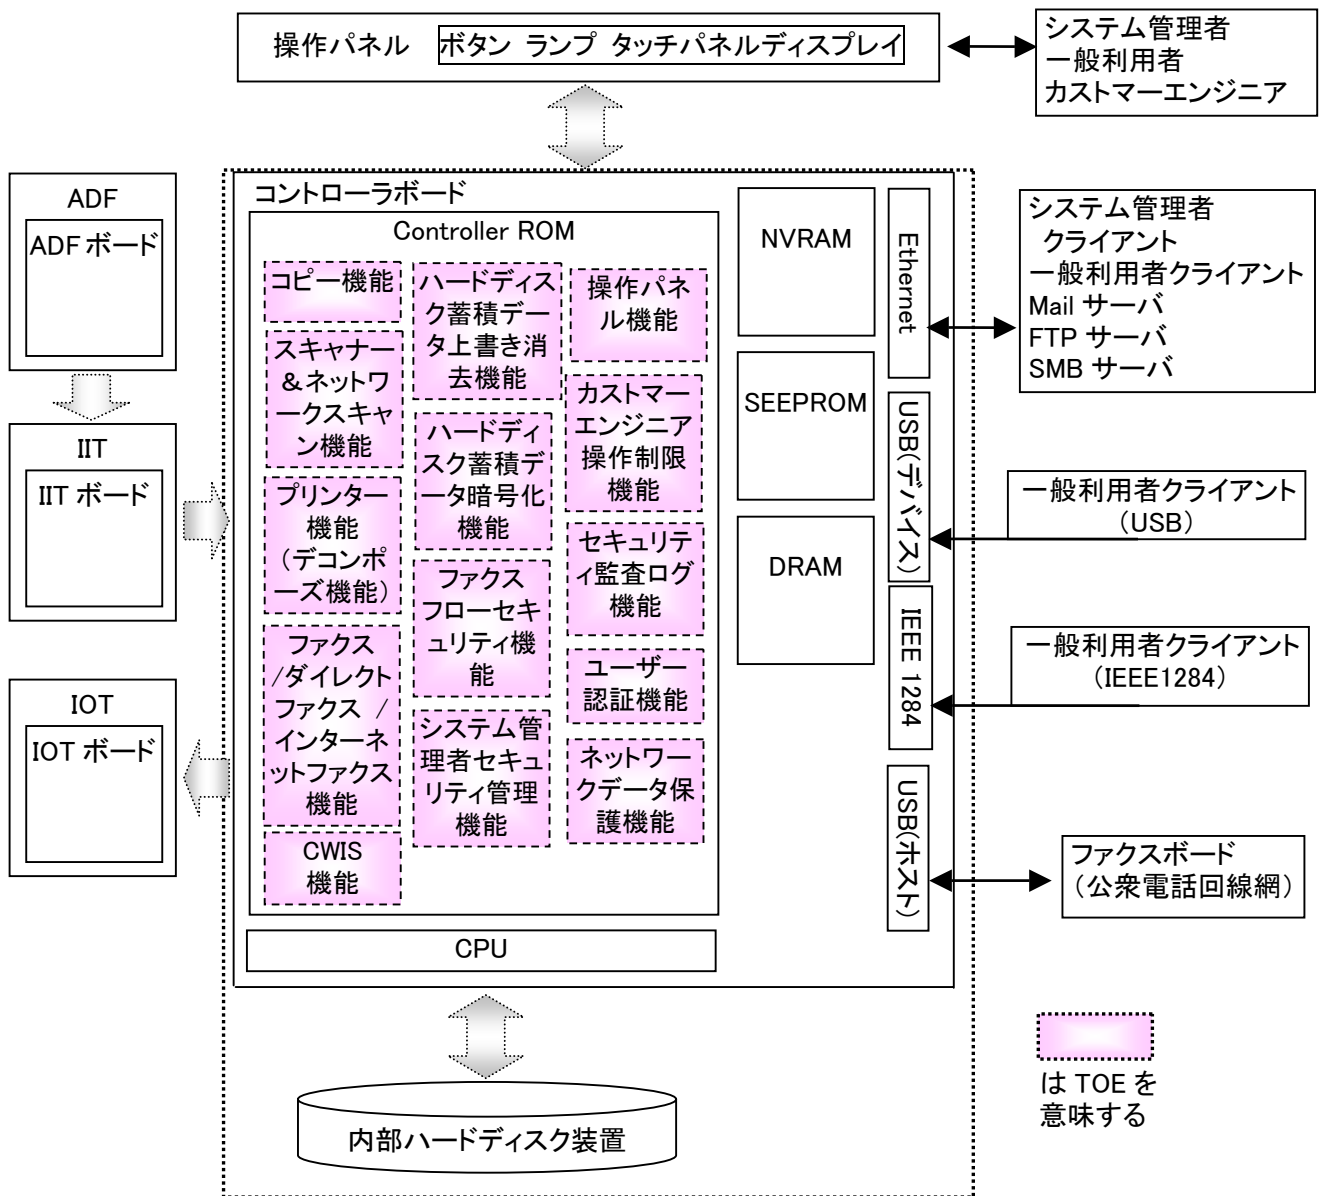 操作パネル ボタン ランプ タッチパネルディスプレイ
システム管理者
一般利用者
カストマーエンジニア
ADF
ADF ボード
IIT
IIT ボード
IOT
IOT ボード
コントローラボード
Controller ROM
コピー機能
スキャナー
＆ネットワ
ークスキャ
ン機能
プリンター
機能
（デコンポ
ーズ機能）
ファクス
/ダイレクト
ファクス /
インターネ
ットファクス
機能
CWIS
機能
ハードディス
ク蓄積デー
タ上書き消
去機能
ハードディ
スク蓄積デ
ータ暗号化
機能
ファクス
フローセキ
ュリティ機
能
システム管
理者セキュ
リティ管理
機能
操作パネ
ル機能
カストマー
エンジニア
操作制限
機能
セキュリテ
ィ監査ログ
機能
ユーザー
認証機能
ネットワー
クデータ保
護機能
CPU
NVRAM
SEEPROM
DRAM
Ethernet
USB(デバイス)
IEEE 1284
USB(ホスト)
システム管理者
クライアント
一般利用者クライアント
Mail サーバ
FTP サーバ
SMB サーバ
一般利用者クライアント
（USB）
一般利用者クライアント
（IEEE1284）
ファクスボード
（公衆電話回線網）
内部ハードディスク装置
は TOE を
意味する